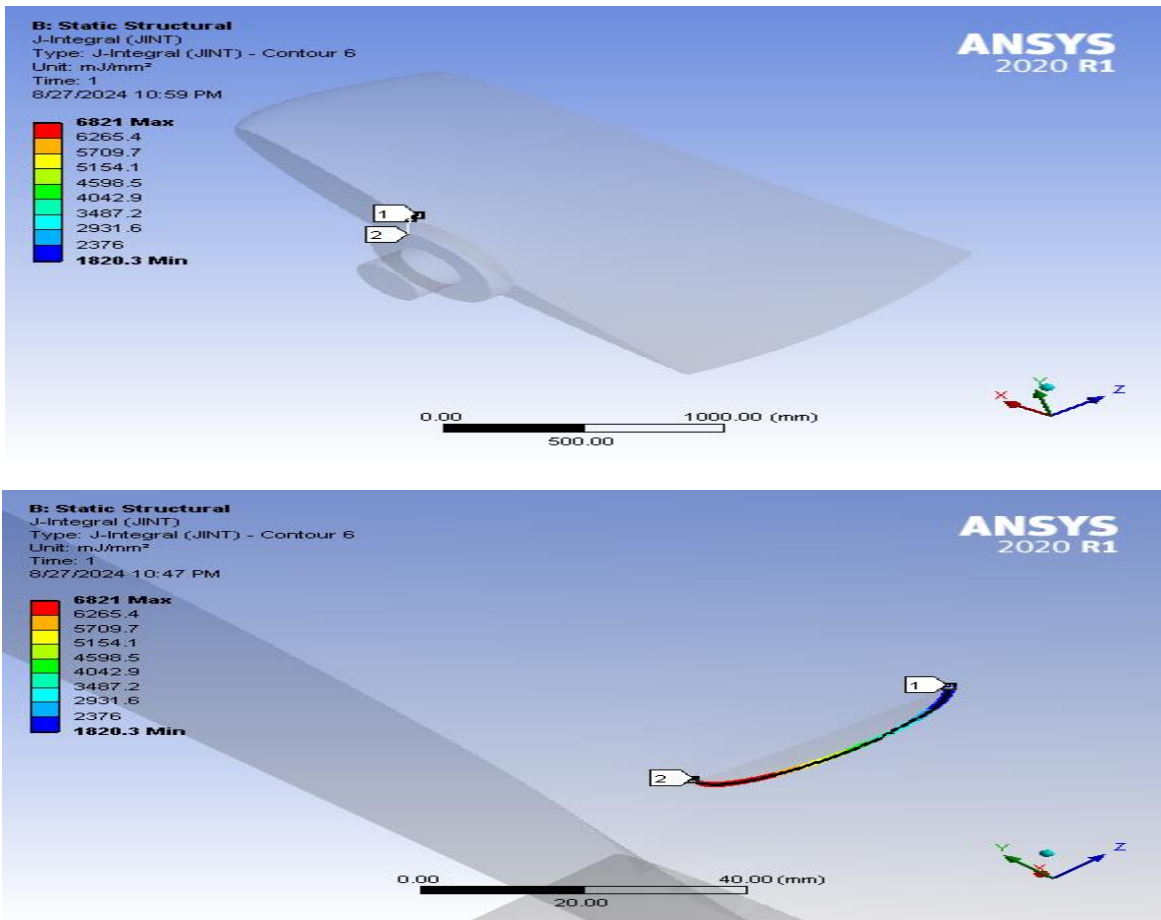 B: Static Structural
J-Integral (JINT)
Type: J-Integral (JINT) - Contour 6
Unit: mJ/mm²
Time: 1
8/27/2024 10:59 PM
ANSYS
2020 R1
6821 Max
6265.4
5709.7
5154.1
4598.5
4042.9
3487.2
2931.6
2376
1820.3 Min
1
2
0.00
1000.00 (mm)
500.00
X
Y
Z
B: Static Structural
J-Integral (JINT)
Type: J-Integral (JINT) - Contour 6
Unit: mJ/mm²
Time: 1
8/27/2024 10:47 PM
ANSYS
2020 R1
6821 Max
6265.4
5709.7
5154.1
4598.5
4042.9
3487.2
2931.6
2376
1820.3 Min
1
2
0.00
40.00 (mm)
20.00
Y
X
Z